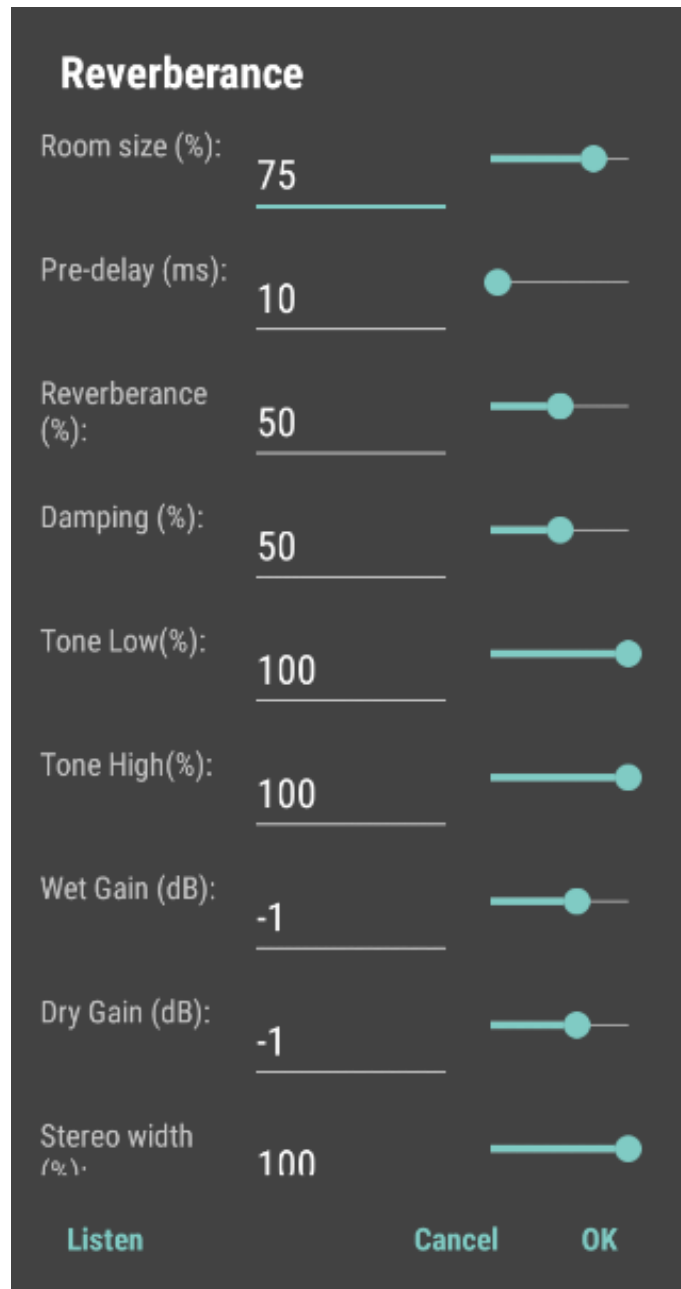 Reverberance
Room size (%):
75
Pre-delay (ms):
10
Reverberance
(%):
50
Damping (%):
50
Tone Low(%):
100
Tone High(%):
100
Wet Gain (dB):
-1
Dry Gain (dB):
-1
Stereo width
(%):
100
Listen Cancel OK